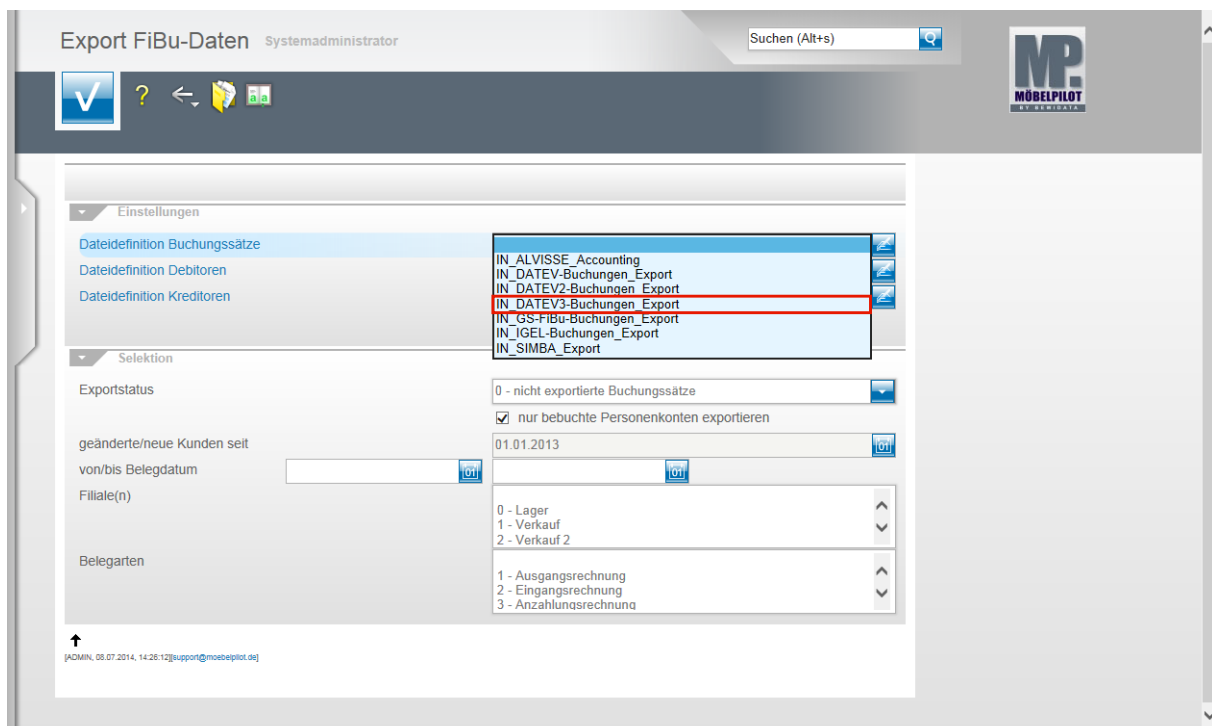 Export FiBu-Daten Systemadministrator
Suchen (Alt+s)
MP.
MÖBELPILOT
BY BEMIDATA
√ ?
Einstellungen
Dateidefinition Buchungssätze
Dateidefinition Debitoren
Dateidefinition Kreditoren
IN_ALVISSE_Accounting
IN_DATEV-Buchungen_Export
IN_DATEV2-Buchungen_Export
IN_DATEV3-Buchungen_Export
IN_GS-FiBu-Buchungen_Export
IN_IGEL-Buchungen_Export
IN_SIMBA_Export
Selektion
Exportstatus
0 - nicht exportierte Buchungssätze
nur bebuchte Personenkonten exportieren
geänderte/neue Kunden seit
01.01.2013
von/bis Belegdatum
Filiale(n)
0 - Lager
1 - Verkauf
2 - Verkauf 2
Belegarten
1 - Ausgangsrechnung
2 - Eingangsrechnung
3 - Anzahlungsrechnung
[ADMIN, 08.07.2014, 14:26:12][support@moebelpilot.de]